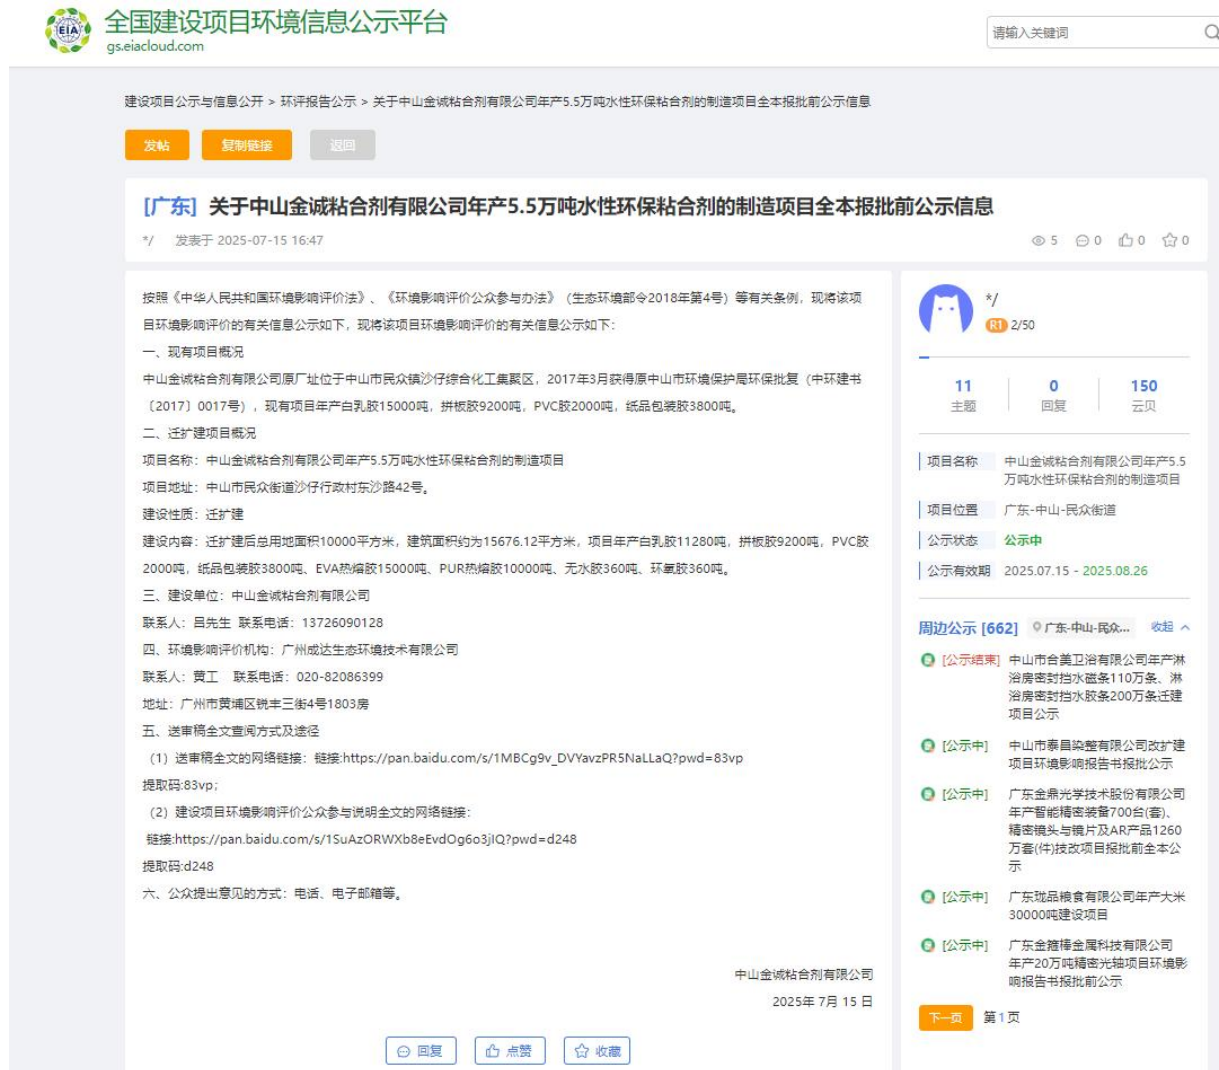 EIA
全国建设项目环境信息公示平台
gs.eiacloud.com
请输入关键词
建设项目公示与信息公开 > 环评报告公示 > 关于中山金诚粘合剂有限公司年产5.5万吨水性环保粘合剂的制造项目全本报批前公示信息
发帖 复制链接 返回
[广东] 关于中山金诚粘合剂有限公司年产5.5万吨水性环保粘合剂的制造项目全本报批前公示信息
*/ 发表于 2025-07-15 16:47
5 0 0 0
按照《中华人民共和国环境影响评价法》、《环境影响评价公众参与办法》（生态环境部令2018年第4号）等有关条例，现将该项
目环境影响评价的有关信息公示如下，现将该项目环境影响评价的有关信息公示如下：
一、现有项目概况
中山金诚粘合剂有限公司原厂址位于中山市民众镇沙仔综合化工集聚区，2017年3月获得原中山市环境保护局环保批复（中环建书
〔2017〕0017号），现有项目年产白乳胶15000吨，拼板胶9200吨，PVC胶2000吨，纸品包装胶3800吨。
二、迁扩建项目概况
项目名称：中山金诚粘合剂有限公司年产5.5万吨水性环保粘合剂的制造项目
项目地址：中山市民众街道沙仔行政村东沙路42号。
建设性质：迁扩建
建设内容：迁扩建后总用地面积10000平方米，建筑面积约为15676.12平方米，项目年产白乳胶11280吨，拼板胶9200吨，PVC胶
2000吨，纸品包装胶3800吨、EVA热熔胶15000吨、PUR热熔胶10000吨、无水胶360吨、环氧胶360吨。
三、建设单位：中山金诚粘合剂有限公司
联系人：吕先生 联系电话：13726090128
四、环境影响评价机构：广州成达生态环境技术有限公司
联系人：黄工 联系电话：020-82086399
地址：广州市黄埔区锐丰三街4号1803房
五、送审稿全文查阅方式及途径
（1）送审稿全文的网络链接：链接:https://pan.baidu.com/s/1MBCg9v_DVYavzPR5NaLLaQ?pwd=83vp
提取码:83vp;
（2）建设项目环境影响评价公众参与说明全文的网络链接：
链接:https://pan.baidu.com/s/1SuAzORWXb8eEvdOg6o3jIQ?pwd=d248
提取码:d248
六、公众提出意见的方式：电话、电子邮箱等。
中山金诚粘合剂有限公司
2025年 7月 15 日
回复 点赞 收藏
*/
R1 2/50
11 0 150
主题 回复 云贝
项目名称 中山金诚粘合剂有限公司年产5.5
万吨水性环保粘合剂的制造项目
项目位置 广东-中山-民众街道
公示状态 公示中
公示有效期 2025.07.15 - 2025.08.26
周边公示 [662] 广东-中山-民众... 收起
[公示结束] 中山市合美卫浴有限公司年产淋
浴房密封挡水磁条110万条、淋
浴房密封挡水胶条200万条迁建
项目公示
[公示中] 中山市泰昌染整有限公司改扩建
项目环境影响报告书报批公示
[公示中] 广东金鼎光学技术股份有限公司
年产智能精密装备700台(套)、
精密镜头与镜片及AR产品1260
万套(件)技改项目报批前全本公
示
[公示中] 广东珑品粮食有限公司年产大米
30000吨建设项目
[公示中] 广东金箍棒金属科技有限公司
年产20万吨精密光轴项目环境影
响报告书报批前公示
下一页 第1页